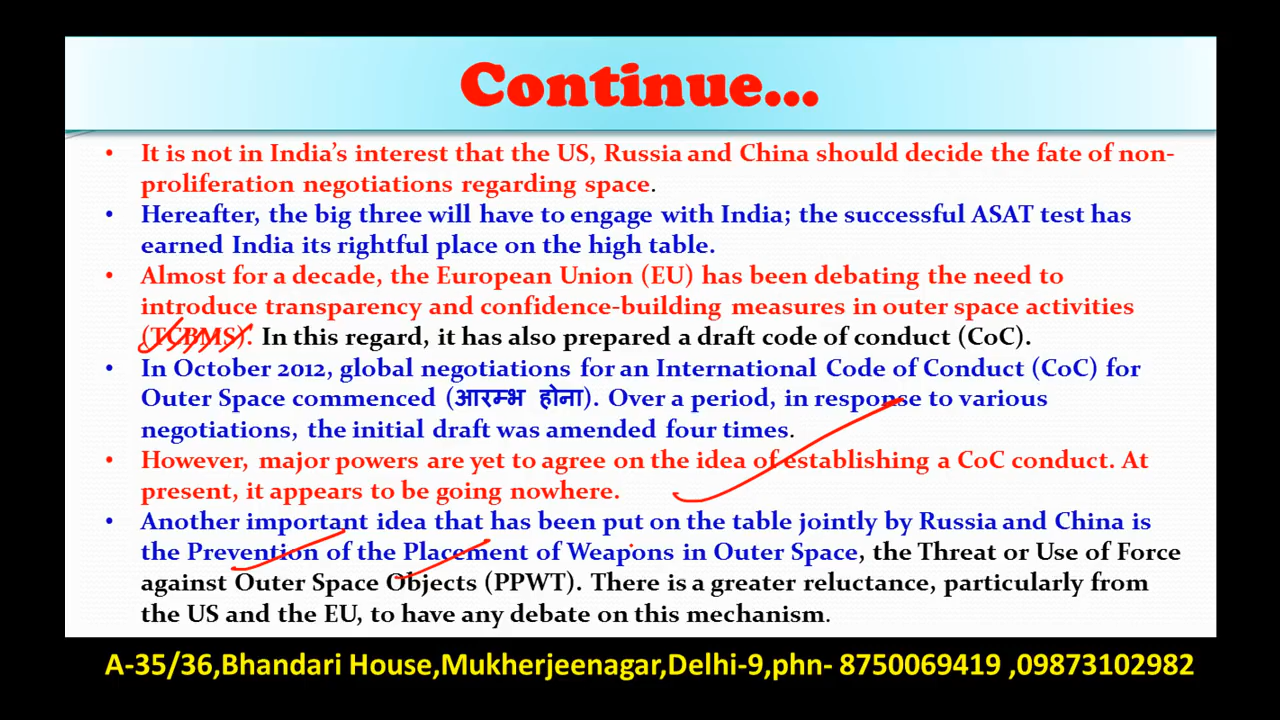 Continue...
• It is not in India's interest that the US, Russia and China should decide the fate of non-
proliferation negotiations regarding space.
• Hereafter, the big three will have to engage with India; the successful ASAT test has
earned India its rightful place on the high table.
• Almost for a decade, the European Union (EU) has been debating the need to
introduce transparency and confidence-building measures in outer space activities
(TCBMS). In this regard, it has also prepared a draft code of conduct (CoC).
• In October 2012, global negotiations for an International Code of Conduct (CoC) for
Outer Space commenced (आरम्भ होना). Over a period, in response to various
negotiations, the initial draft was amended four times.
• However, major powers are yet to agree on the idea of establishing a CoC conduct. At
present, it appears to be going nowhere.
• Another important idea that has been put on the table jointly by Russia and China is
the Prevention of the Placement of Weapons in Outer Space, the Threat or Use of Force
against Outer Space Objects (PPWT). There is a greater reluctance, particularly from
the US and the EU, to have any debate on this mechanism.
A-35/36,Bhandari House,Mukherjeenagar,Delhi-9,phn- 8750069419 ,09873102982